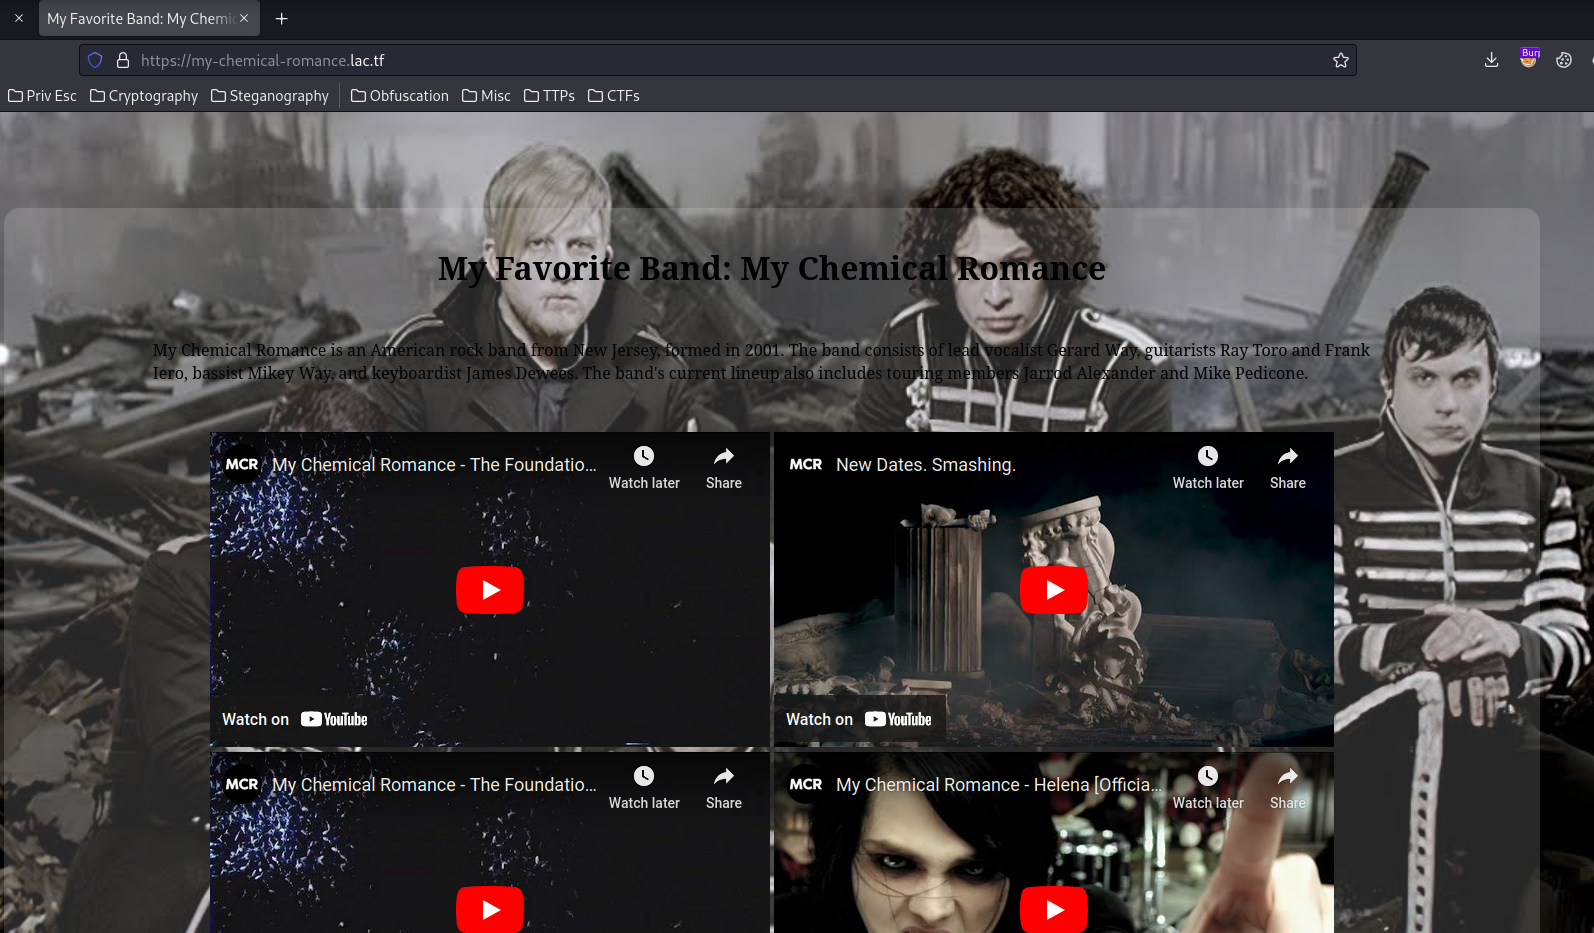 My Favorite Band: My Chemic
https://my-chemical-romance.lac.tf
Priv Esc Cryptography Steganography Obfuscation Misc TTPs CTFs
My Favorite Band: My Chemical Romance
My Chemical Romance is an American rock band from New Jersey, formed in 2001. The band consists of lead vocalist Gerard Way, guitarists Ray Toro and Frank
Iero, bassist Mikey Way, and keyboardist James Dewees. The band's current lineup also includes touring members Jarrod Alexander and Mike Pedicone.
MCR My Chemical Romance - The Foundatio... Watch later Share
MCR New Dates. Smashing. Watch later Share
Watch on YouTube
Watch on YouTube
MCR My Chemical Romance - The Foundatio... Watch later Share
MCR My Chemical Romance - Helena [Officia... Watch later Share